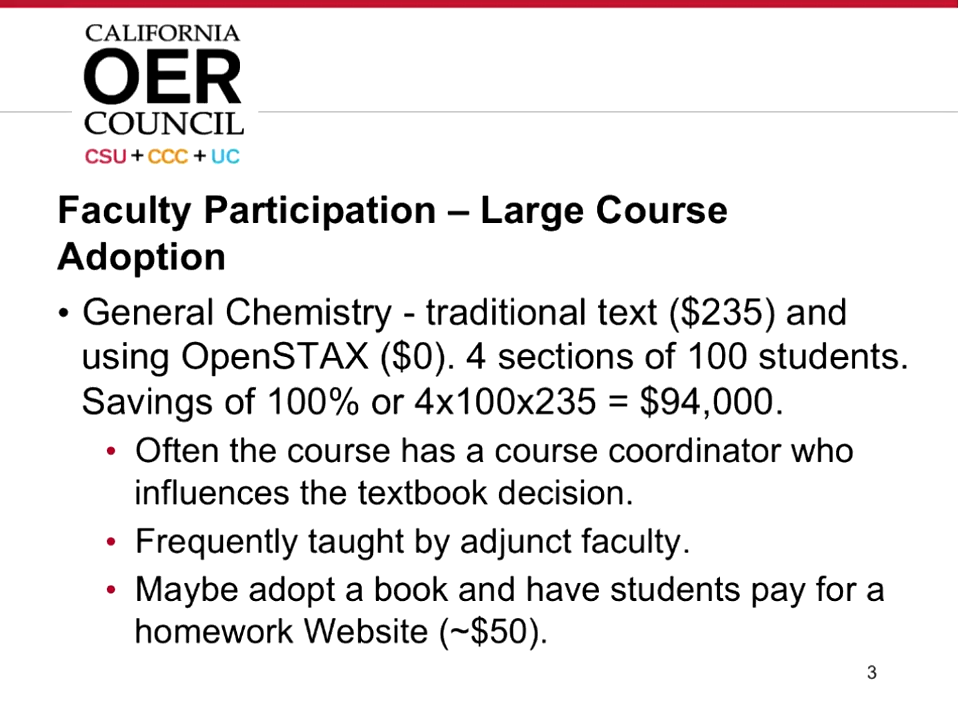 CALIFORNIA
OER
COUNCIL
CSU + CCC + UC
Faculty Participation – Large Course
Adoption
• General Chemistry - traditional text ($235) and
using OpenSTAX ($0). 4 sections of 100 students.
Savings of 100% or 4x100x235 = $94,000.
• Often the course has a course coordinator who
influences the textbook decision.
• Frequently taught by adjunct faculty.
• Maybe adopt a book and have students pay for a
homework Website (~$50).
3